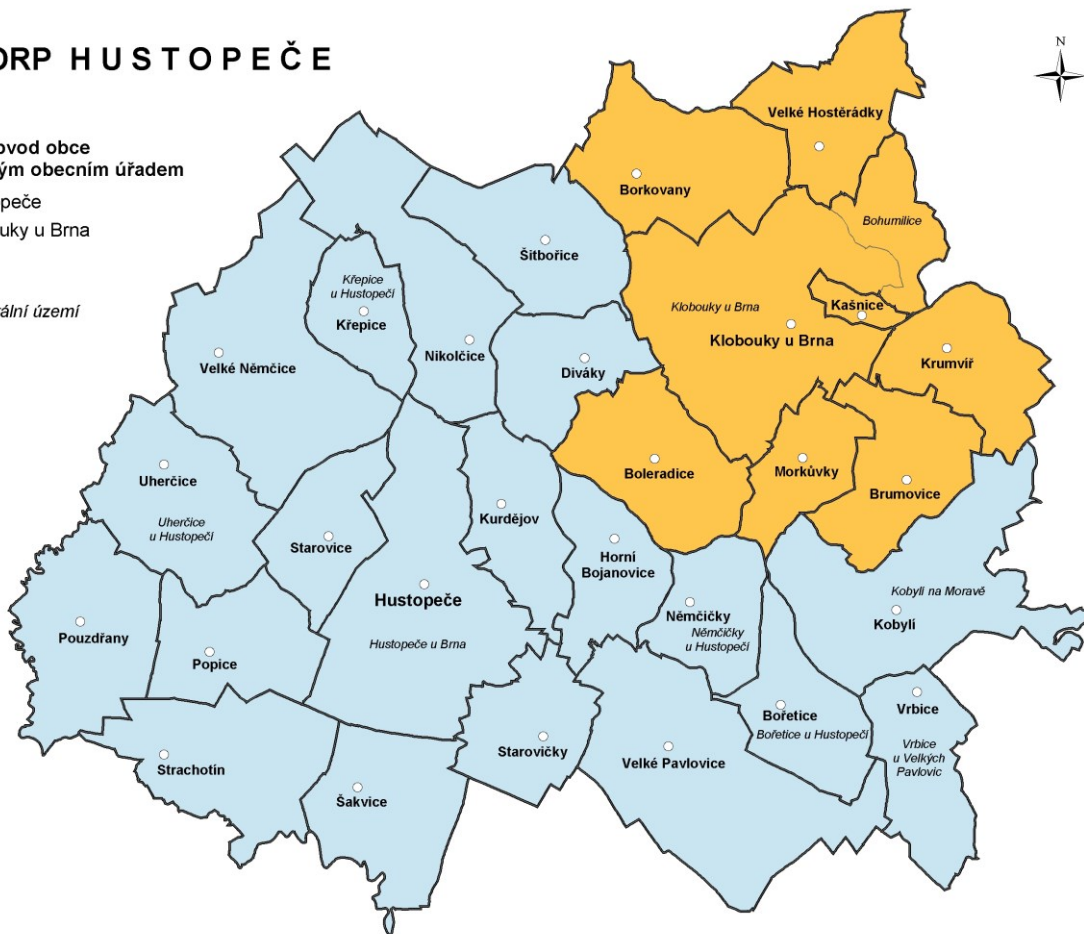 ORP HUSTOPEČE
N
obvod obce
ým obecním úřadem
opeče
ouky u Brna
ální území
Velké Hostěrádky
Borkovany
Bohumilice
Šitbořice
Křepice
u Hustopečí
Křepice
Kašnice
Klobouky u Brna
Klobouky u Brna
Nikolčice
Velké Němčice
Diváky
Krumvíř
Boleradice
Morkůvky
Uherčice
Brumovice
Uherčice
u Hustopečí
Kurdějov
Starovice
Horní
Bojanovice
Hustopeče
Kobylí na Moravě
Němčičky
Pouzdřany
Kobylí
Němčičky
u Hustopečí
Hustopeče u Brna
Popice
Vrbice
Bořetice
Bořetice u Hustopečí
Starovičky
Velké Pavlovice
Vrbice
u Velkých
Pavlovic
Strachotín
Šakvice